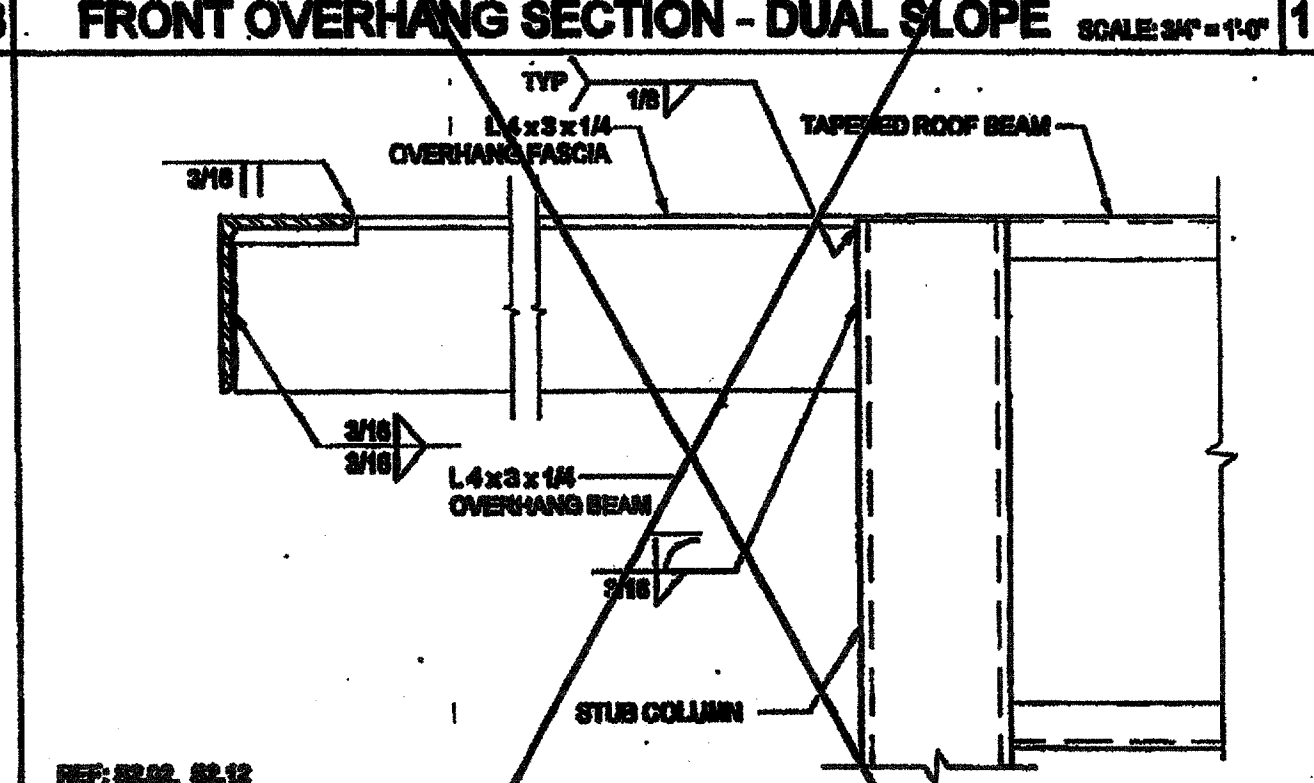 FRONT OVERHANG SECTION - DUAL SLOPE
SCALE: 3/4" = 1'-0"
1
TYP
1/8
L 4 x 3 x 1/4
OVERHANG FASCIA
TAPERED ROOF BEAM
3/16
3/16
3/16
L 4 x 3 x 1/4
OVERHANG BEAM
3/16
STUB COLUMN
REF: S2.02, S2.12